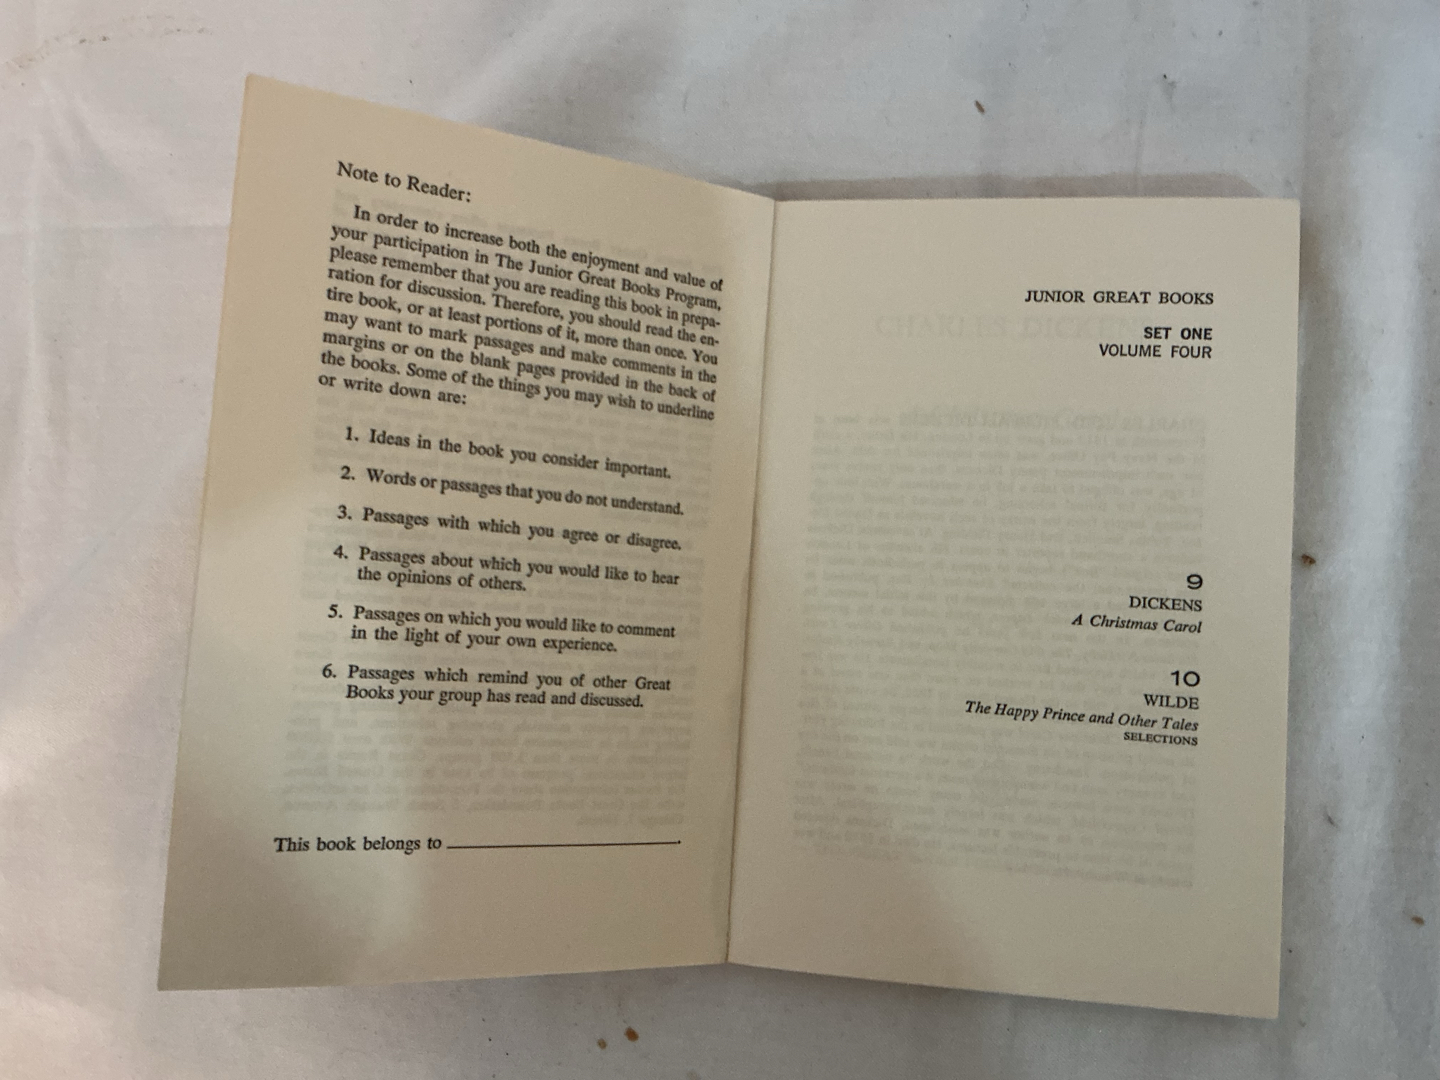 Note to Reader:
In order to increase both the enjoyment and value of
your participation in The Junior Great Books Program,
please remember that you are reading this book in prepa-
ration for discussion. Therefore, you should read the en-
tire book, or at least portions of it, more than once. You
may want to mark passages and make comments in the
margins or on the blank pages provided in the back of
the books. Some of the things you may wish to underline
or write down are:
1. Ideas in the book you consider important.
2. Words or passages that you do not understand.
3. Passages with which you agree or disagree.
4. Passages about which you would like to hear
the opinions of others.
5. Passages on which you would like to comment
in the light of your own experience.
6. Passages which remind you of other Great
Books your group has read and discussed.
This book belongs to
JUNIOR GREAT BOOKS
SET ONE
VOLUME FOUR
9
DICKENS
A Christmas Carol
10
WILDE
The Happy Prince and Other Tales
SELECTIONS